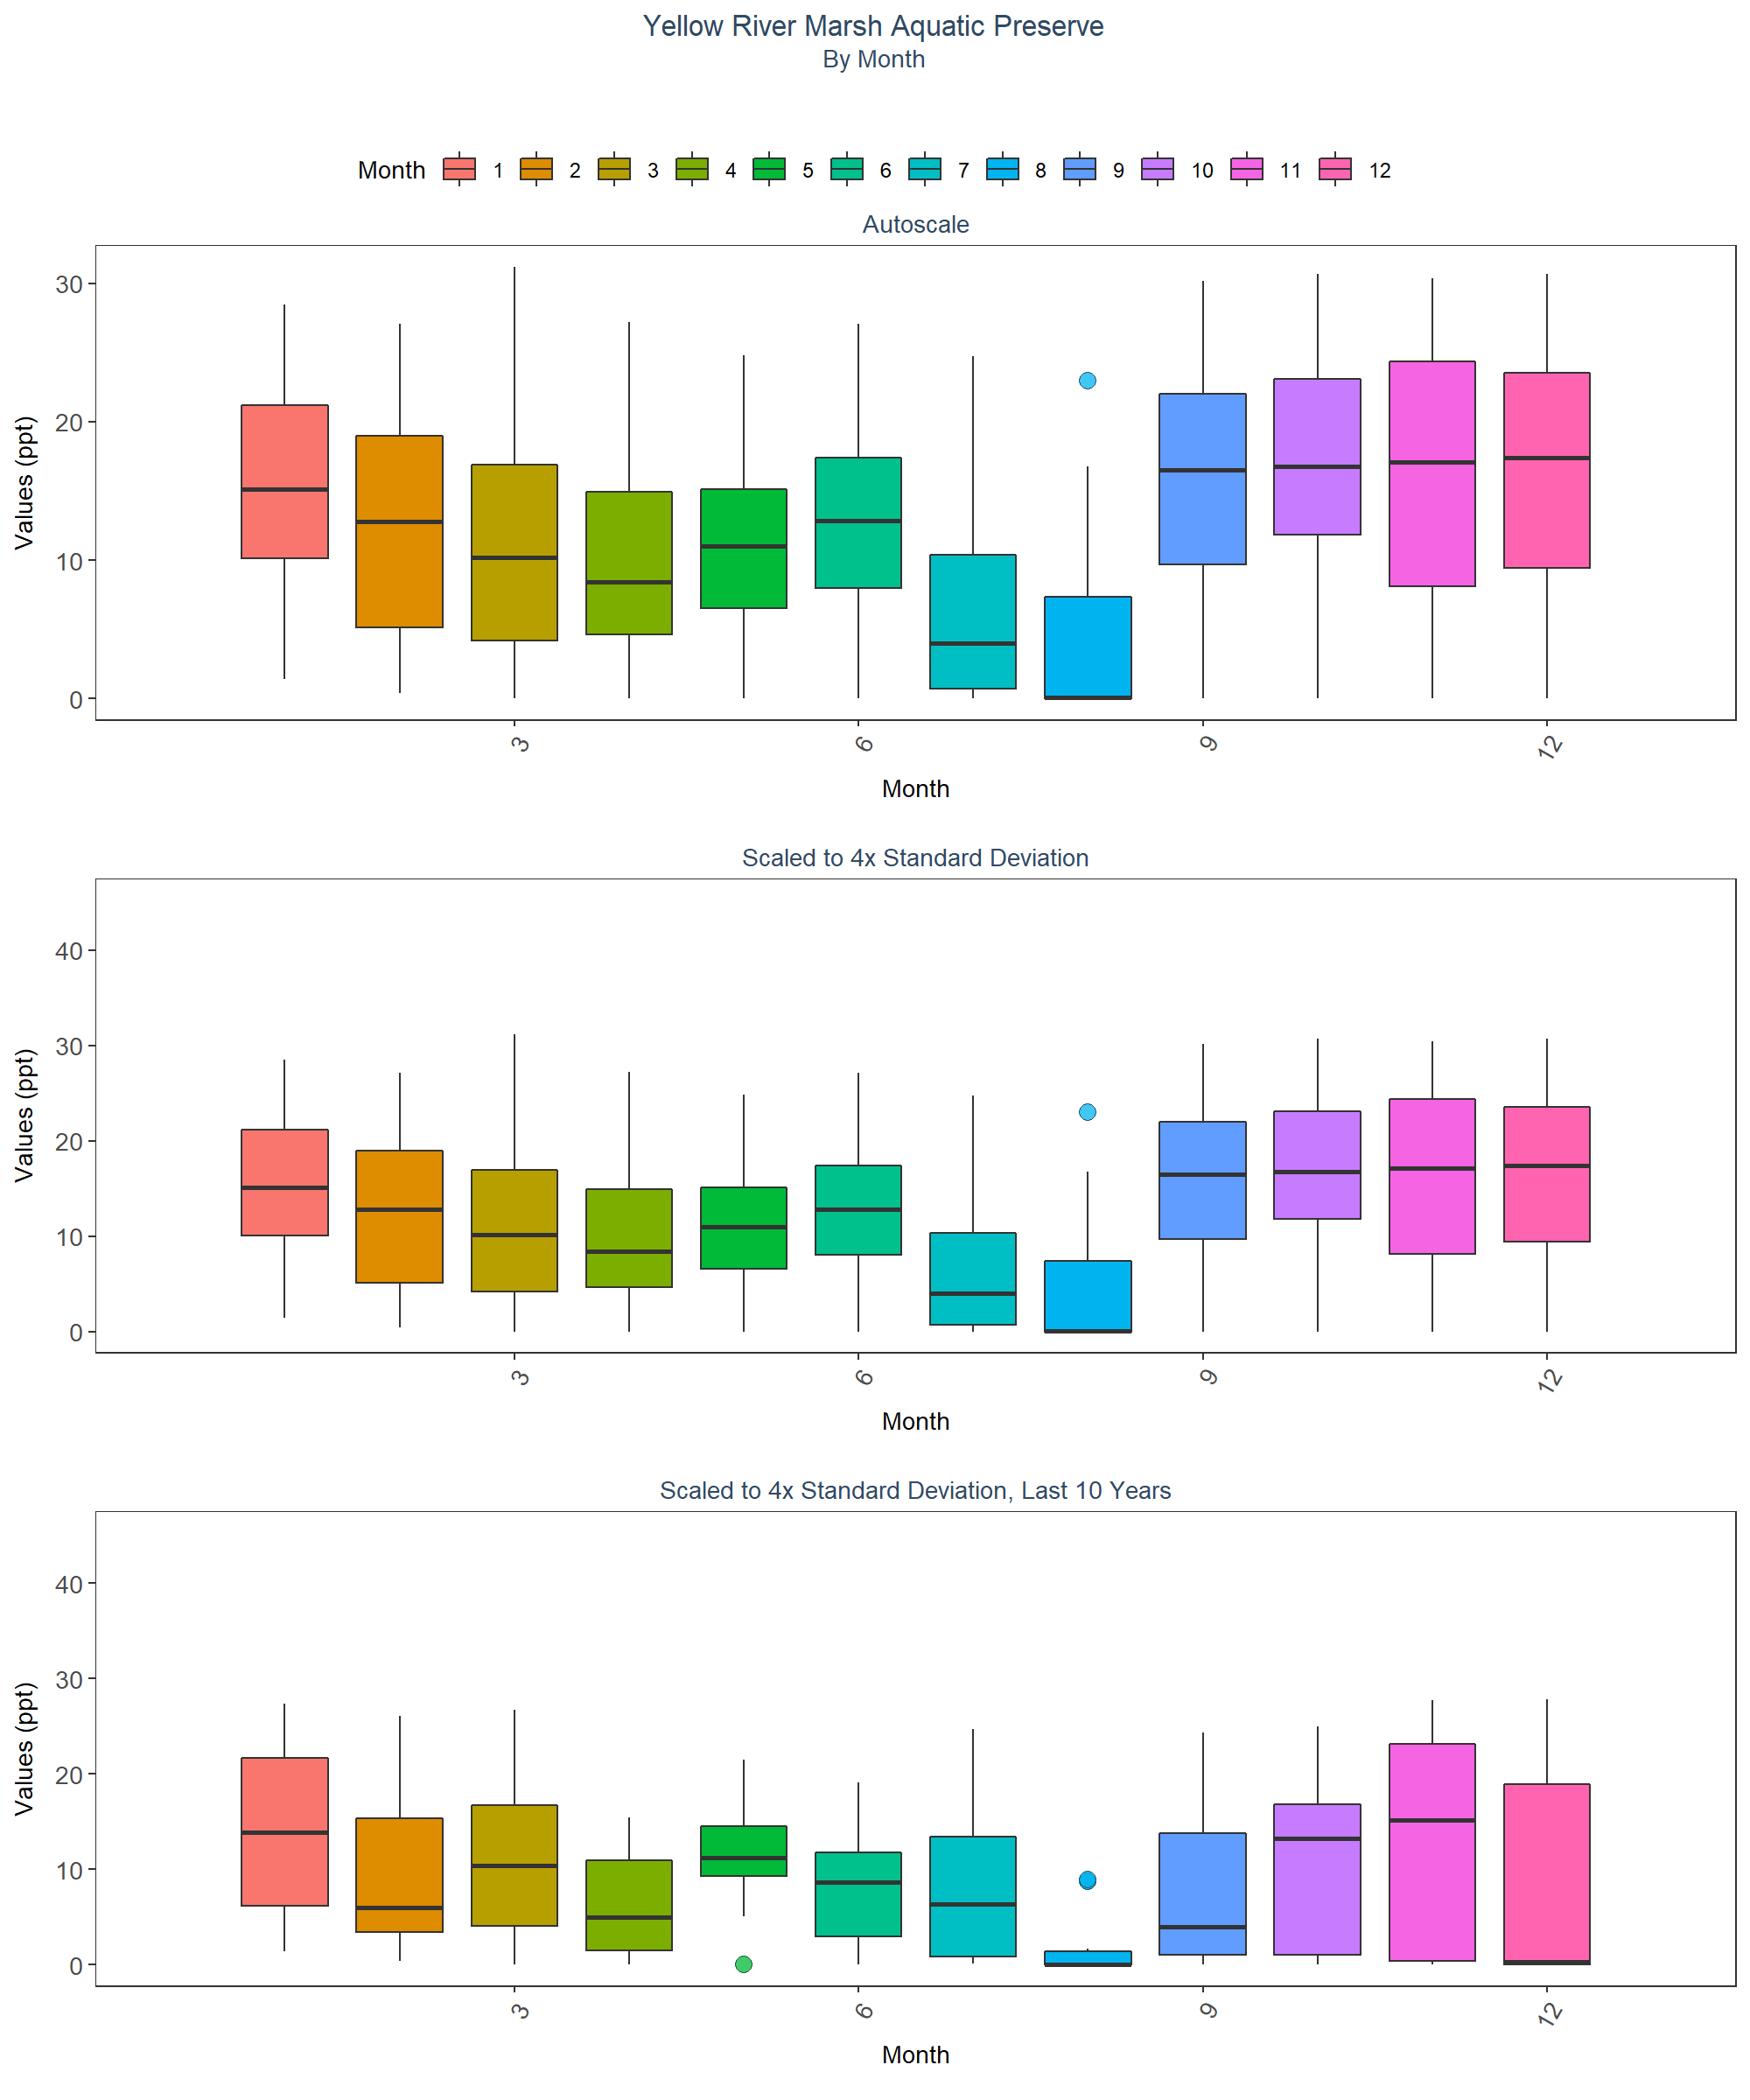 Yellow River Marsh Aquatic Preserve
By Month
Month 1 2 3 4 5 6 7 8 9 10 11 12
Autoscale
Values (ppt)
30
20
10
0
3 6 9 12
Month
Scaled to 4x Standard Deviation
Values (ppt)
40
30
20
10
0
3 6 9 12
Month
Scaled to 4x Standard Deviation, Last 10 Years
Values (ppt)
40
30
20
10
0
3 6 9 12
Month